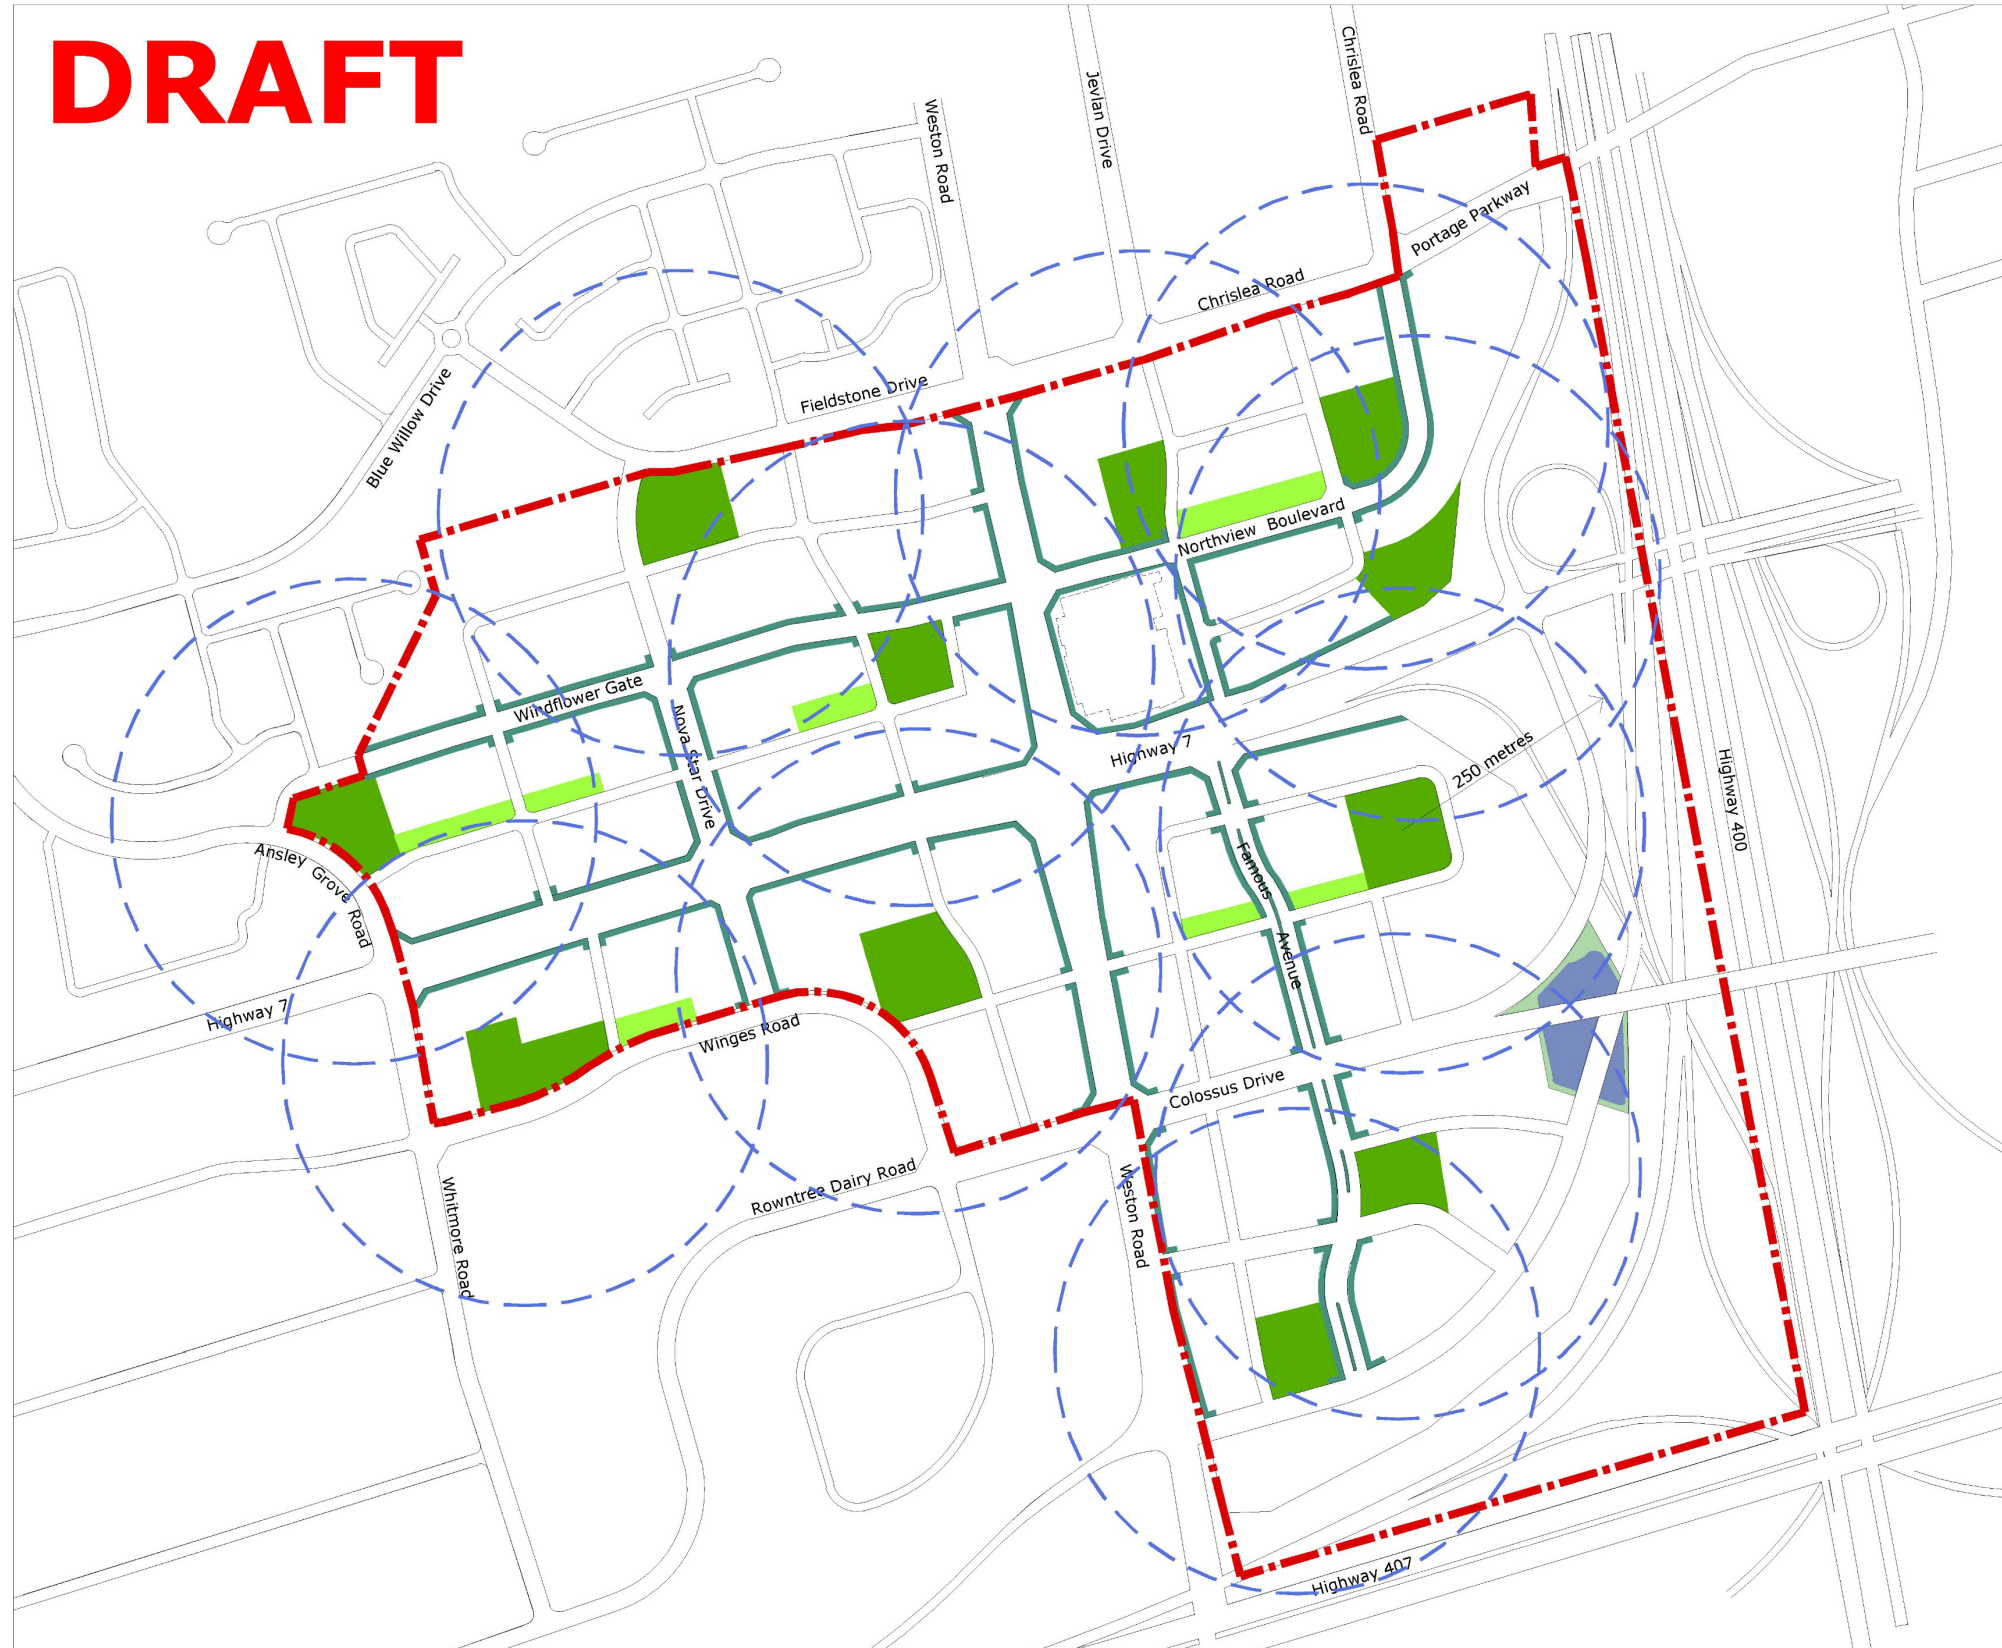 DRAFT
Weston Road
Jevlan Drive
Chrislea Road
Portage Parkway
Chrislea Road
Fieldstone Drive
Blue Willow Drive
Northview Boulevard
Windflower Gate
Nova Star Drive
Highway 7
250 metres
Highway 400
Ansley Grove Road
Famous Avenue
Highway 7
Winges Road
Colossus Drive
Rowntree Dairy Road
Weston Road
Whitmore Road
Highway 407